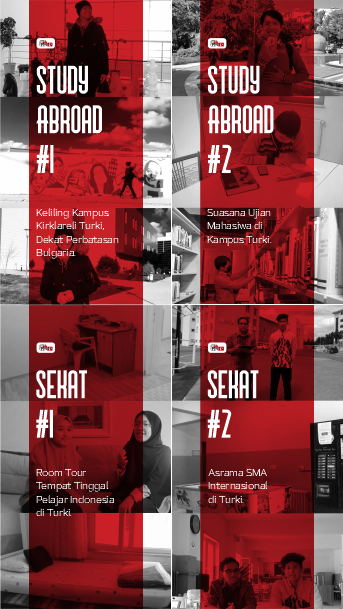 STUDY
ABROAD
#1
Keliling Kampus
Kirklareli Turki,
Dekat Perbatasan
Bulgaria.
STUDY
ABROAD
#2
Suasana Ujian
Mahasiwa di
Kampus Turki.
SEKAT
#1
Room Tour
Tempat Tinggal
Pelajar Indonesia
di Turki.
SEKAT
#2
Asrama SMA
Internasional
di Turki.